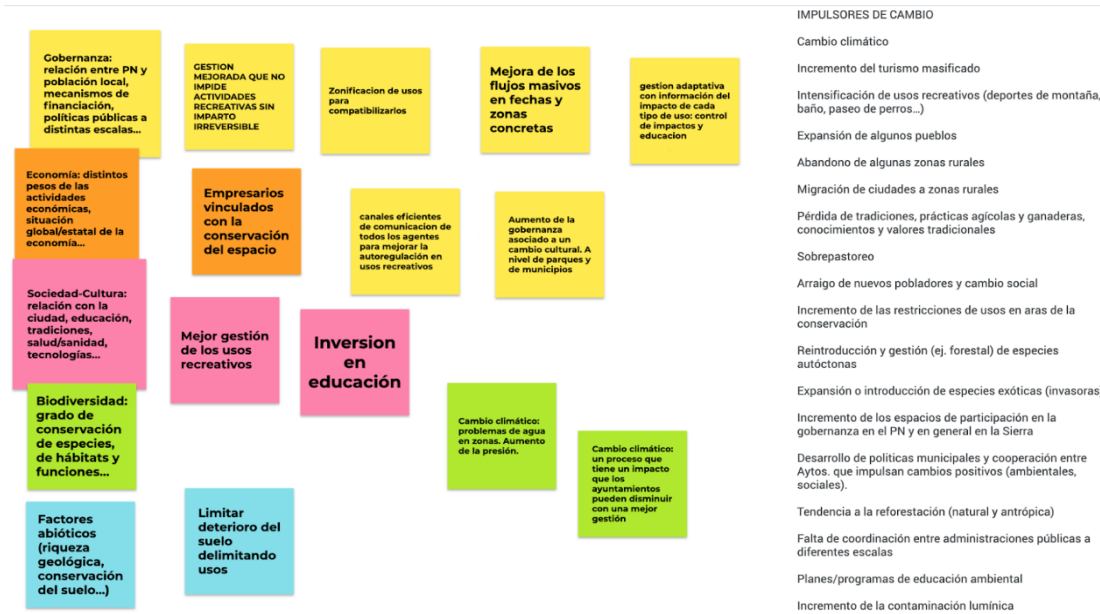 Gobernanza:
relación entre PN y
población local,
mecanismos de
financiación,
políticas públicas a
distintas escalas...
GESTION
MEJORADA QUE NO
IMPIDE
ACTIVIDADES
RECREATIVAS SIN
IMPARTO
IRREVERSIBLE
Zonificacion de usos
para
compatibilizarlos
Mejora de los
flujos masivos
en fechas y
zonas
concretas
gestion adaptativa
con información del
impacto de cada
tipo de uso: control
de impactos y
educacion
Economía: distintos
pesos de las
actividades
económicas,
situación
global/estatal de la
economía...
Empresarios
vinculados
con la
conservación
del espacio
canales eficientes
de comunicacion de
todos los agentes
para mejorar la
autoregulación en
usos recreativos
Aumento de la
gobernanza
asociado a un
cambio cultural. A
nivel de parques y
de municipios
Sociedad-Cultura:
relación con la
ciudad, educación,
tradiciones,
salud/sanidad,
tecnologías...
Mejor gestión
de los usos
recreativos
Inversion
en
educación
Biodiversidad:
grado de
conservación
de especies,
de hábitats y
funciones...
Cambio climático:
problemas de agua
en zonas. Aumento
de la presión.
Cambio climático:
un proceso que
tiene un impacto
que los
ayuntamientos
pueden disminuir
con una mejor
gestión
Factores
abióticos
(riqueza
geológica,
conservación
del suelo...)
Limitar
deterioro del
suelo
delimitando
usos
IMPULSORES DE CAMBIO
Cambio climático
Incremento del turismo masificado
Intensificación de usos recreativos (deportes de montaña,
baño, paseo de perros...)
Expansión de algunos pueblos
Abandono de algunas zonas rurales
Migración de ciudades a zonas rurales
Pérdida de tradiciones, prácticas agícolas y ganaderas,
conocimientos y valores tradicionales
Sobrepastoreo
Arraigo de nuevos pobladores y cambio social
Incremento de las restricciones de usos en aras de la
conservación
Reintroducción y gestión (ej. forestal) de especies
autóctonas
Expansión o introducción de especies exóticas (invasoras)
Incremento de los espacios de participación en la
gobernanza en el PN y en general en la Sierra
Desarrollo de politicas municipales y cooperación entre
Aytos. que impulsan cambios positivos (ambientales,
sociales).
Tendencia a la reforestación (natural y antrópica)
Falta de coordinación entre administraciones públicas a
diferentes escalas
Planes/programas de educación ambiental
Incremento de la contaminación lumínica